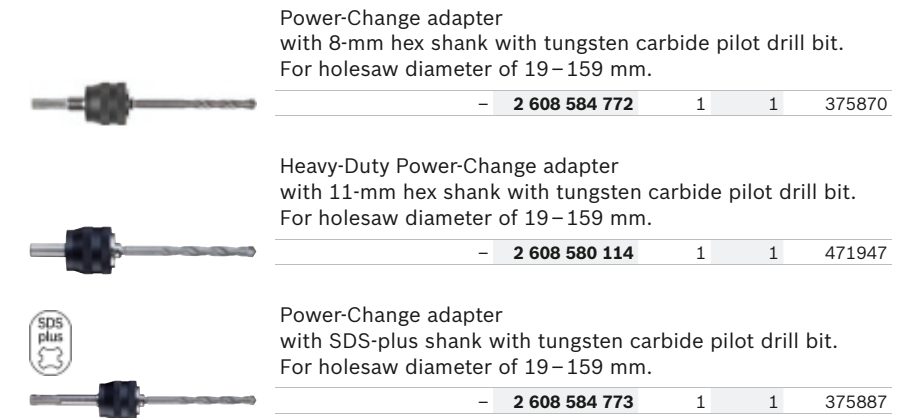 Power-Change adapter
with 8-mm hex shank with tungsten carbide pilot drill bit.
For holesaw diameter of 19–159 mm.
– 2 608 584 772 1 1 375870
Heavy-Duty Power-Change adapter
with 11-mm hex shank with tungsten carbide pilot drill bit.
For holesaw diameter of 19–159 mm.
– 2 608 580 114 1 1 471947
SDS
plus
Power-Change adapter
with SDS-plus shank with tungsten carbide pilot drill bit.
For holesaw diameter of 19–159 mm.
– 2 608 584 773 1 1 375887